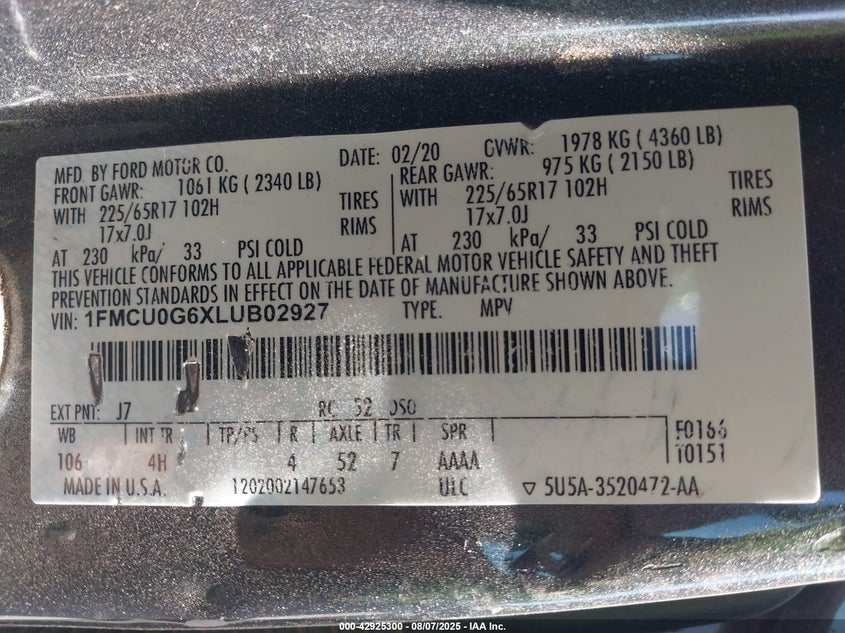 MFD. BY FORD MOTOR CO. DATE: 02/20 GVWR: 1978 KG ( 4360 LB)
FRONT GAWR: 1061 KG ( 2340 LB) REAR GAWR: 975 KG ( 2150 LB)
WITH 225/65R17 102H TIRES WITH 225/65R17 102H TIRES
17x7.0J RIMS 17x7.0J RIMS
AT 230 kPa/ 33 PSI COLD AT 230 kPa/ 33 PSI COLD
THIS VEHICLE CONFORMS TO ALL APPLICABLE FEDERAL MOTOR VEHICLE SAFETY AND THEFT
PREVENTION STANDARDS IN EFFECT ON THE DATE OF MANUFACTURE SHOWN ABOVE.
VIN: 1FMCU0G6XLUB02927 TYPE: MPV
EXT PNT: J7 RC: 52 DSO:
WB INT TR TP/PS R AXLE TR SPR F0166
106 4H 4 52 7 AAAA T0151
MADE IN U.S.A. 1202002147653 ULC ▽ 5U5A-3520472-AA
000-42925300 - 08/07/2025 - IAA Inc.